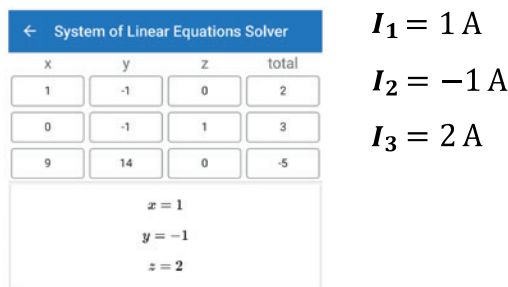 ← System of Linear Equations Solver
x y z total
1 -1 0 2
0 -1 1 3
9 14 0 -5
x = 1
y = −1
z = 2
I₁ = 1 A
I₂ = −1 A
I₃ = 2 A